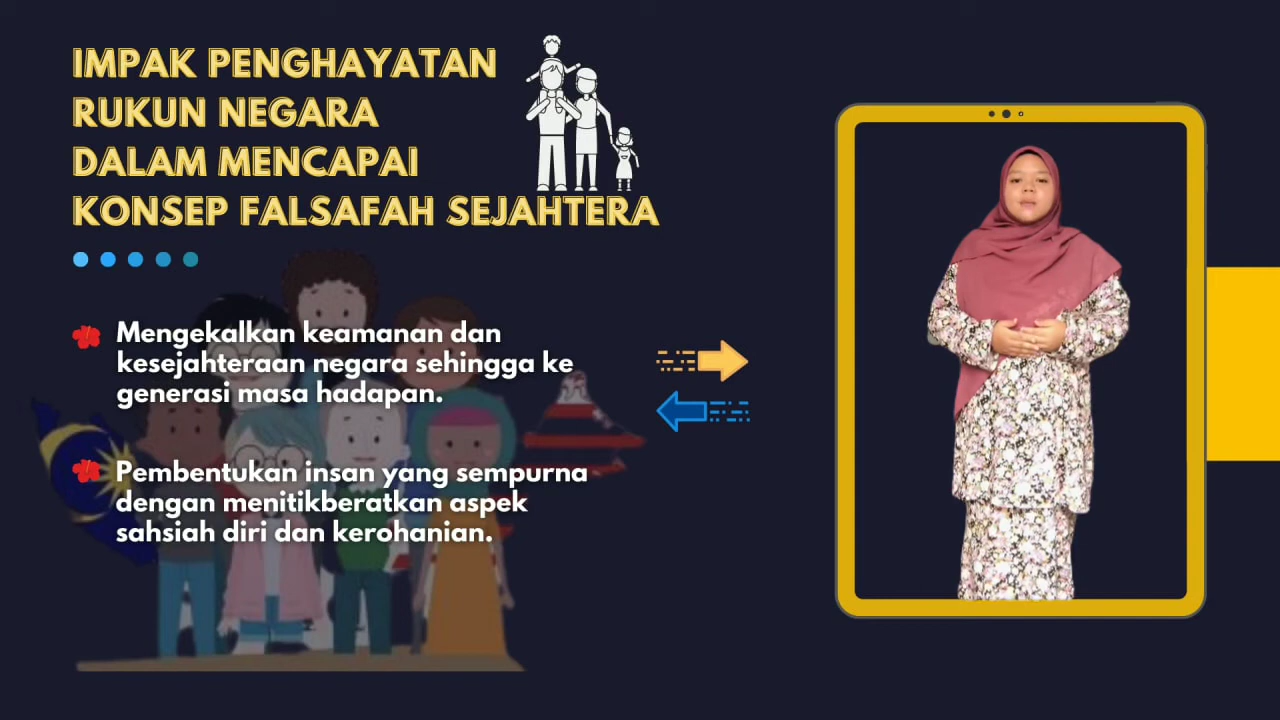 IMPAK PENGHAYATAN
RUKUN NEGARA
DALAM MENCAPAI
KONSEP FALSAFAH SEJAHTERA
Mengekalkan keamanan dan
kesejahteraan negara sehingga ke
generasi masa hadapan.
Pembentukan insan yang sempurna
dengan menitikberatkan aspek
sahsiah diri dan kerohanian.